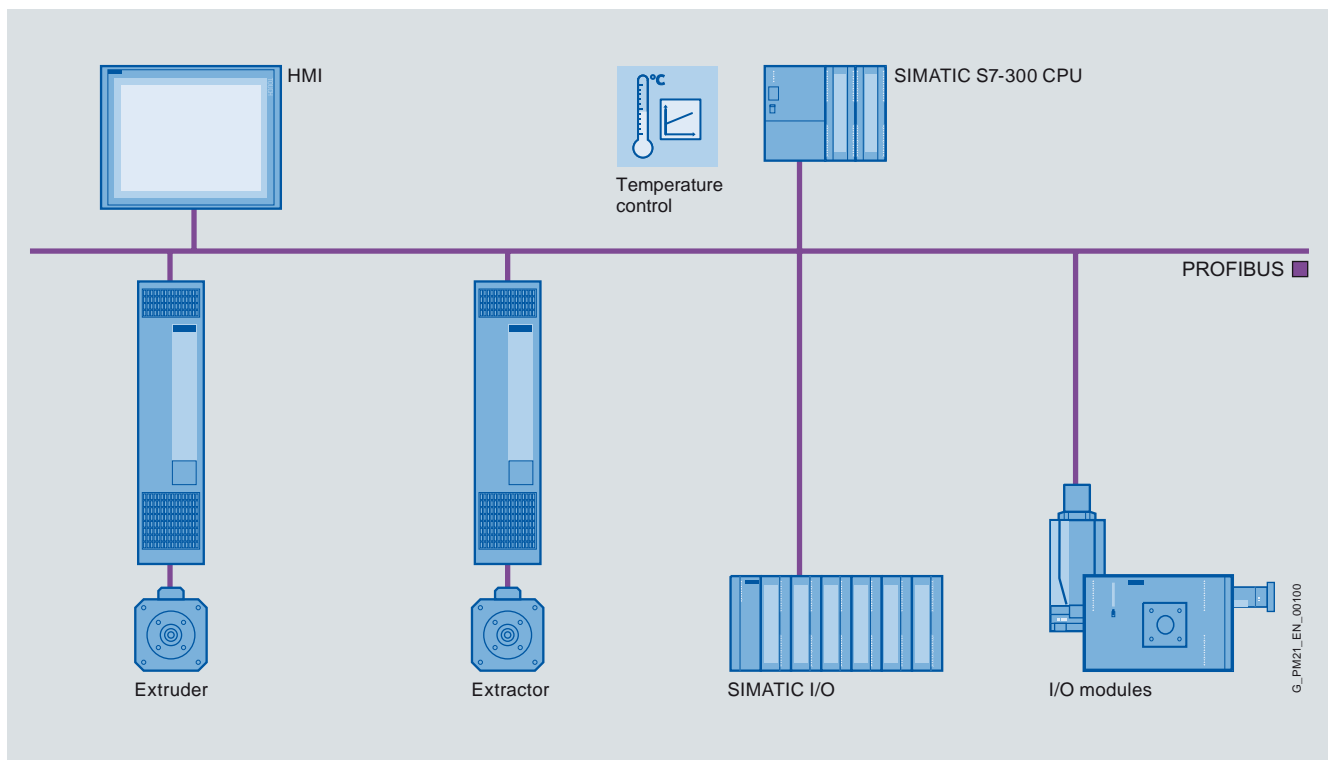 HMI
°C
Temperature
control
SIMATIC S7-300 CPU
PROFIBUS
Extruder
Extractor
SIMATIC I/O
I/O modules
G_PM21_EN_00100